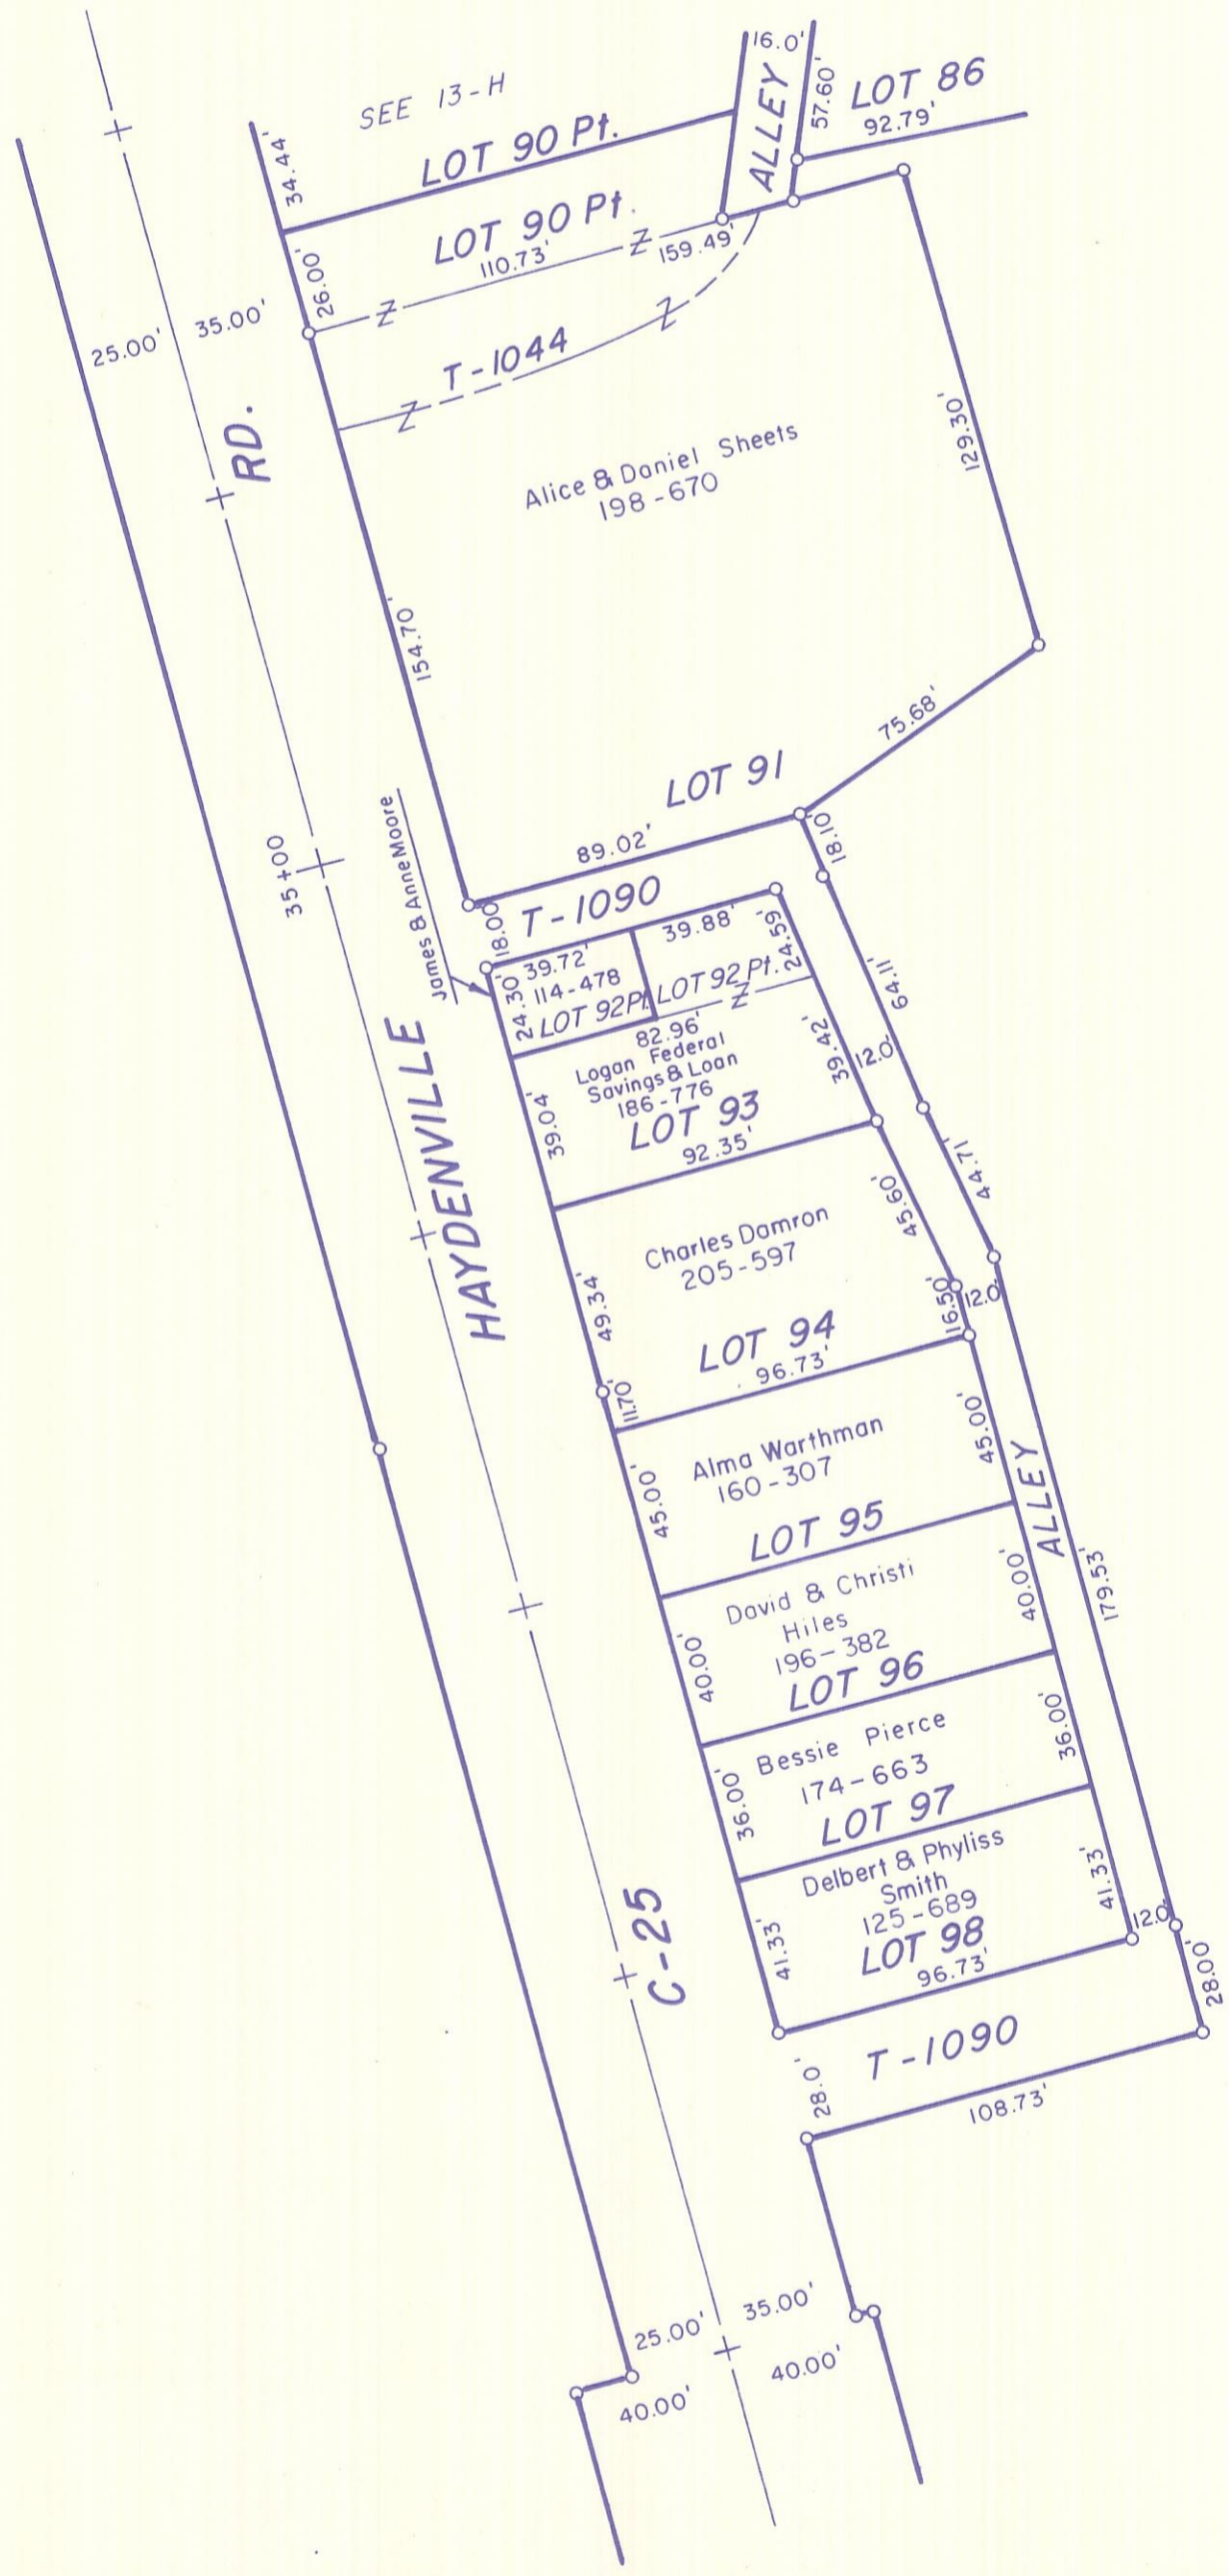 SEE 13-H
34.44'
LOT 90 Pt.
16.0'
ALLEY
57.60'
LOT 86
92.79'
LOT 90 Pt.
110.73'
159.49'
26.00'
25.00'
35.00'
T-1044
RD.
Alice & Daniel Sheets
198-670
129.30'
154.70'
75.68'
LOT 91
89.02'
18.10'
35+00
James & Anne Moore
18.00'
T-1090
39.72'
39.88'
24.59'
114-478
24.30'
LOT 92 Pt.
LOT 92 Pt.
64.11'
82.96'
39.42'
12.0'
Logan Federal
Savings & Loan
186-776
LOT 93
39.04'
92.35'
HAYDENVILLE
44.71'
45.60'
Charles Damron
205-597
49.34'
LOT 94
96.73'
16.50'
12.0'
11.70'
Alma Warthman
160-307
45.00'
45.00'
LOT 95
ALLEY
David & Christi
Hiles
196-382
40.00'
40.00'
179.53'
LOT 96
Bessie Pierce
174-663
36.00'
36.00'
LOT 97
Delbert & Phyliss
Smith
125-689
41.33'
41.33'
LOT 98
96.73'
12.0'
28.00'
C-25
28.0'
T-1090
108.73'
25.00'
35.00'
40.00'
40.00'